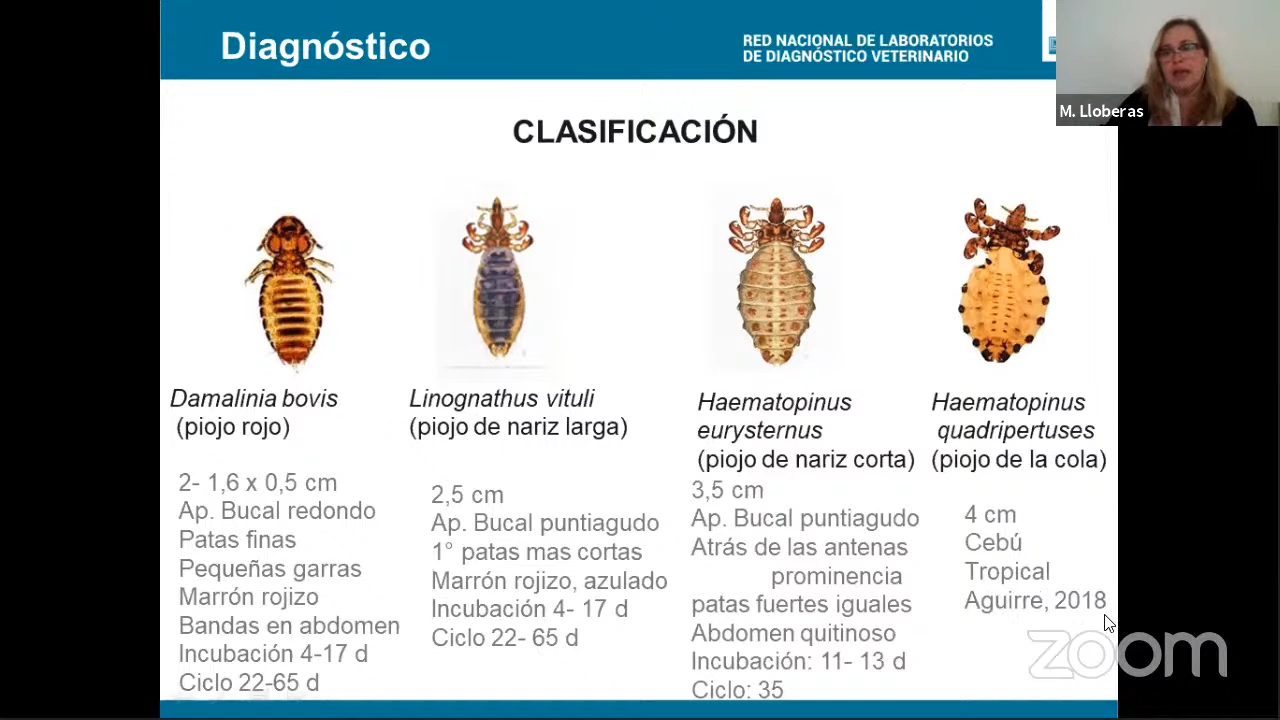 Diagnóstico
RED NACIONAL DE LABORATORIOS
DE DIAGNÓSTICO VETERINARIO
M. Lloberas
CLASIFICACIÓN
Damalinia bovis
(piojo rojo)
2- 1,6 x 0,5 cm
Ap. Bucal redondo
Patas finas
Pequeñas garras
Marrón rojizo
Bandas en abdomen
Incubación 4-17 d
Ciclo 22-65 d
Linognathus vituli
(piojo de nariz larga)
2,5 cm
Ap. Bucal puntiagudo
1° patas mas cortas
Marrón rojizo, azulado
Incubación 4- 17 d
Ciclo 22- 65 d
Haematopinus
eurysternus
(piojo de nariz corta)
3,5 cm
Ap. Bucal puntiagudo
Atrás de las antenas
prominencia
patas fuertes iguales
Abdomen quitinoso
Incubación: 11- 13 d
Ciclo: 35
Haematopinus
quadripertuses
(piojo de la cola)
4 cm
Cebú
Tropical
Aguirre, 2018
zoom